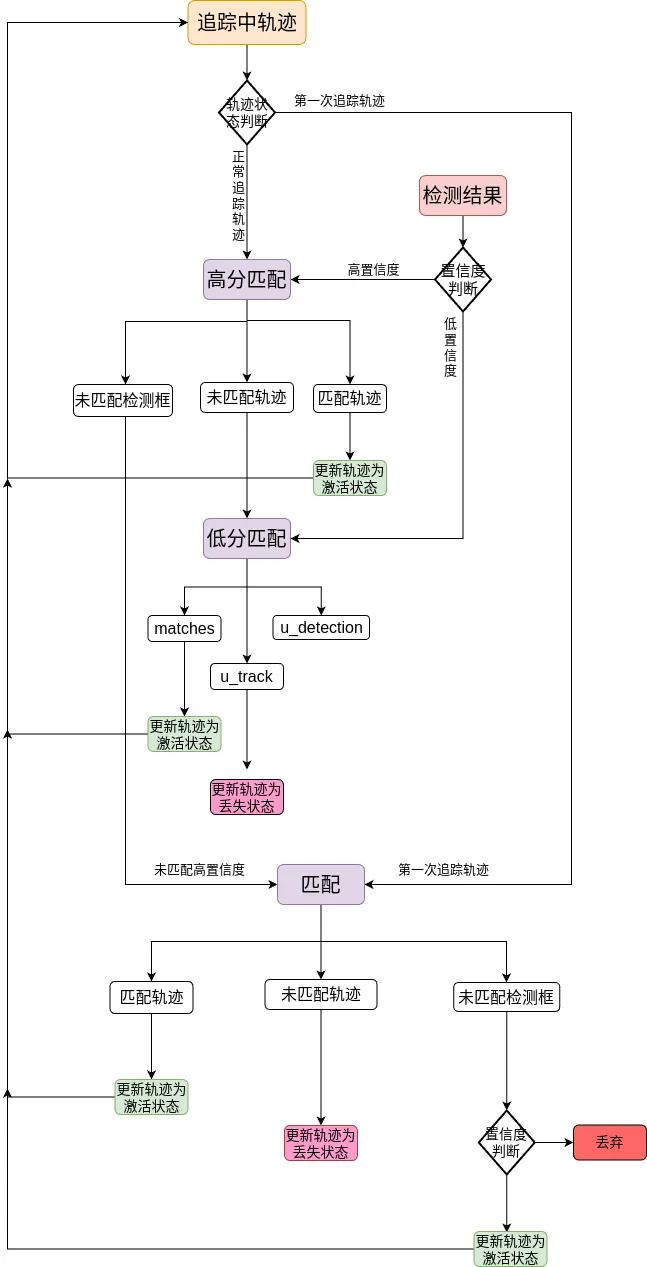 追踪中轨迹
轨迹状
态判断
第一次追踪轨迹
正
常
追
踪
轨
迹
检测结果
高分匹配
高置信度
置信度
判断
低
置
信
度
未匹配检测框
未匹配轨迹
匹配轨迹
更新轨迹为
激活状态
低分匹配
matches
u_detection
u_track
更新轨迹为
激活状态
更新轨迹为
丢失状态
未匹配高置信度
匹配
第一次追踪轨迹
匹配轨迹
未匹配轨迹
未匹配检测框
更新轨迹为
激活状态
更新轨迹为
丢失状态
置信度
判断
丢弃
更新轨迹为
激活状态